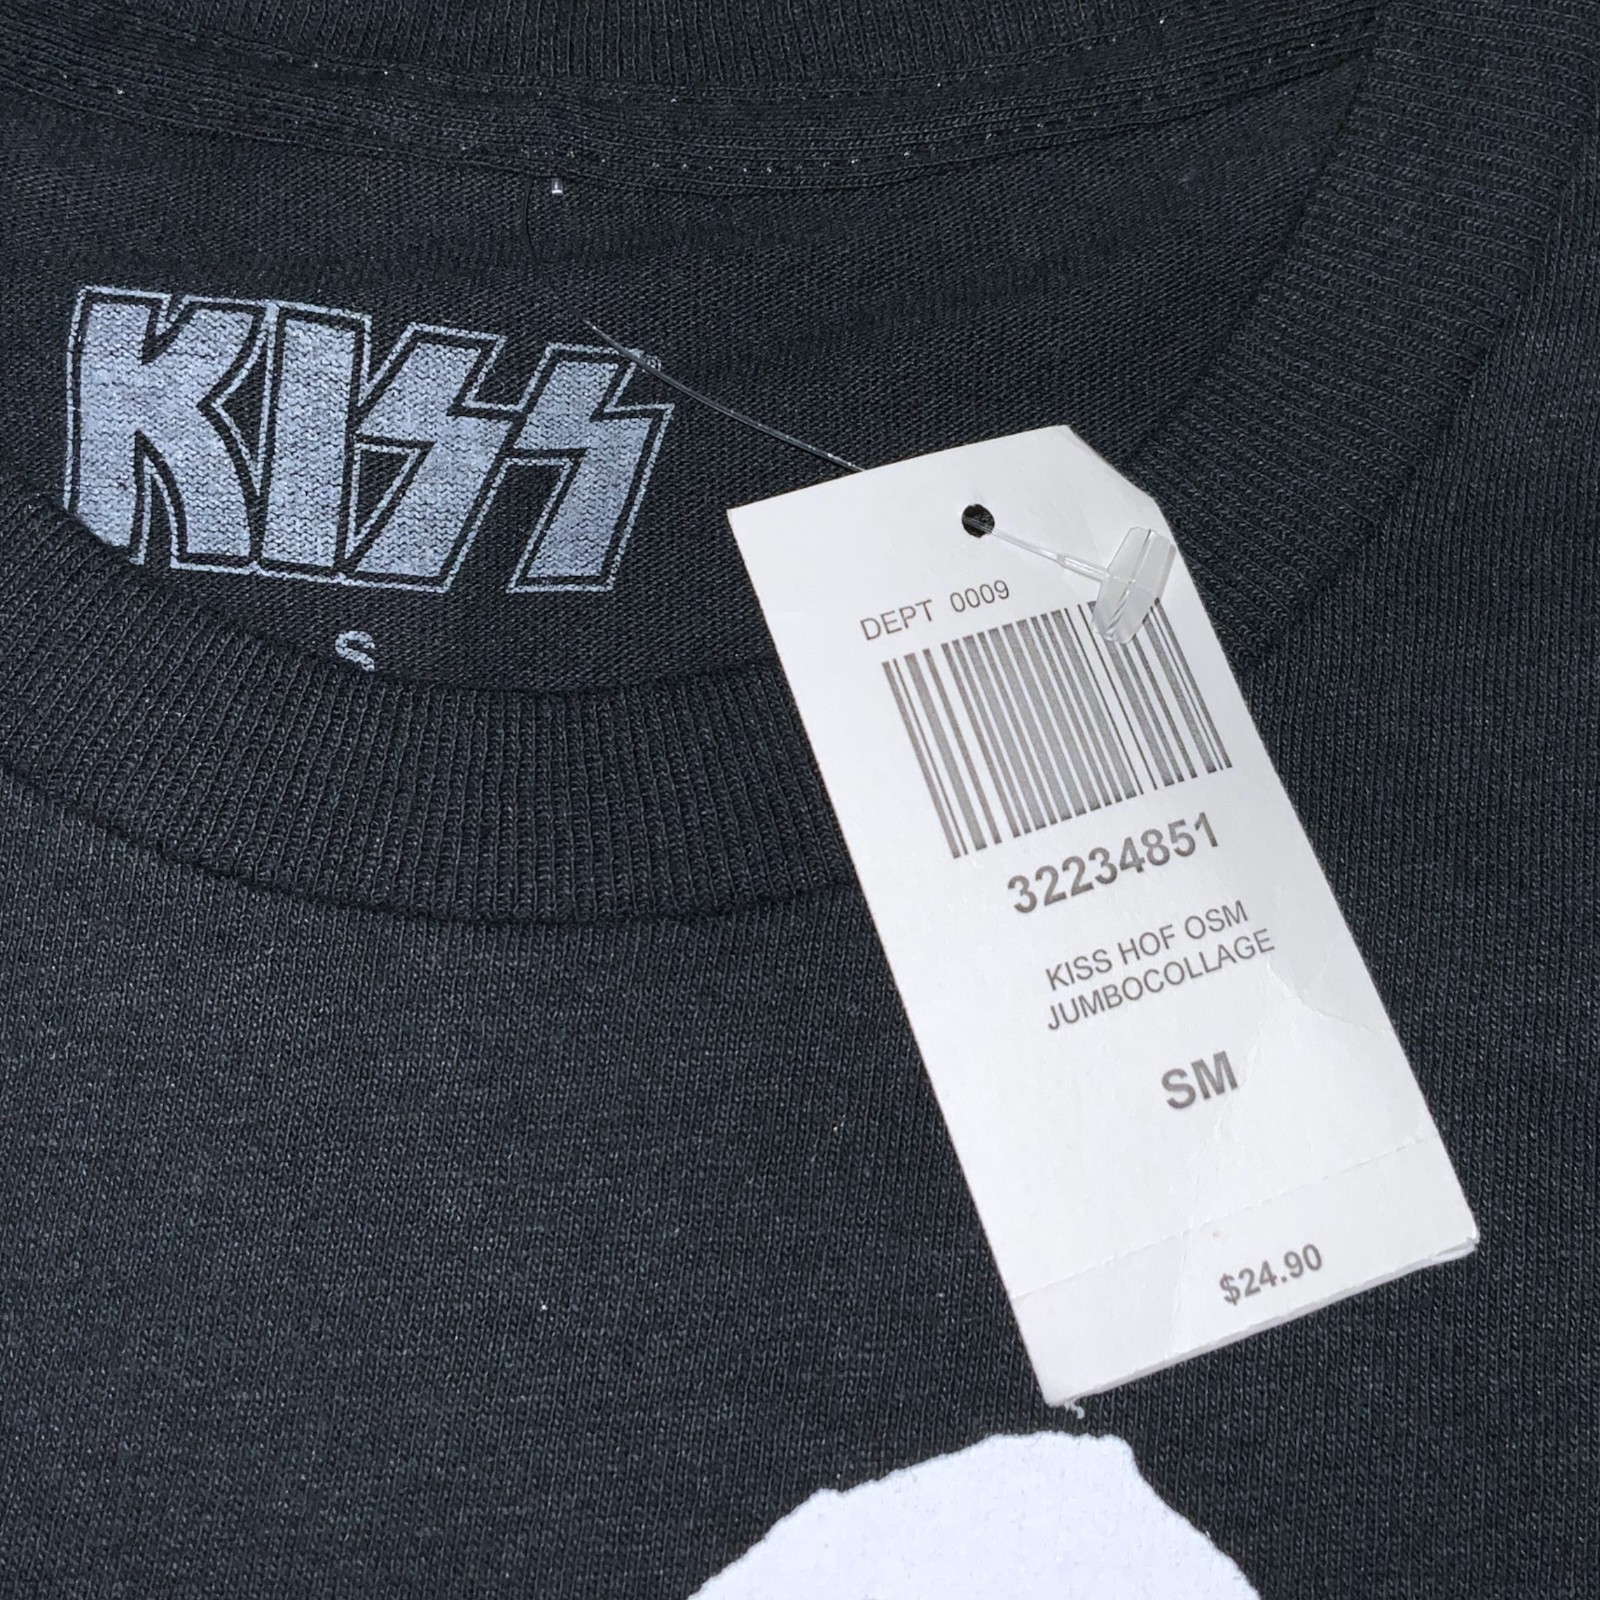 KISS
S
DEPT 0009
32234851
KISS HOF OSM
JUMBOCOLLAGE
SM
$24.90